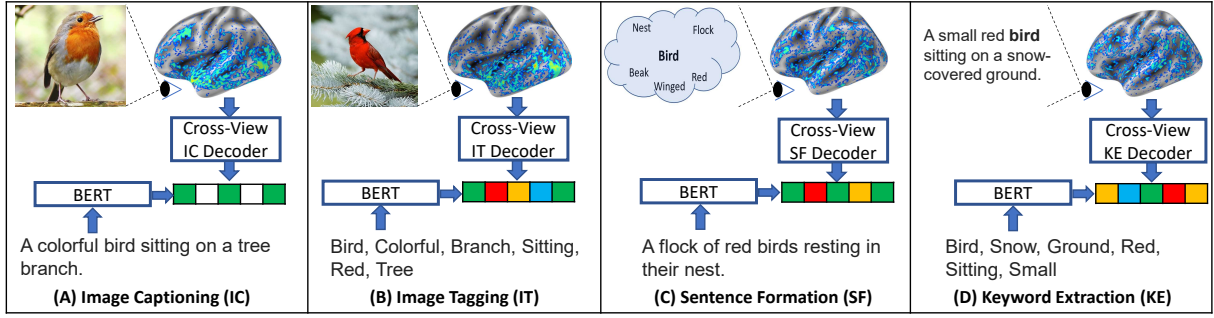 Cross-View
IC Decoder
BERT
A colorful bird sitting on a tree
branch.
(A) Image Captioning (IC)
Cross-View
IT Decoder
BERT
Bird, Colorful, Branch, Sitting,
Red, Tree
(B) Image Tagging (IT)
Nest
Flock
Bird
Beak
Red
Winged
Cross-View
SF Decoder
BERT
A flock of red birds resting in
their nest.
(C) Sentence Formation (SF)
A small red bird
sitting on a snow-
covered ground.
Cross-View
KE Decoder
BERT
Bird, Snow, Ground, Red,
Sitting, Small
(D) Keyword Extraction (KE)